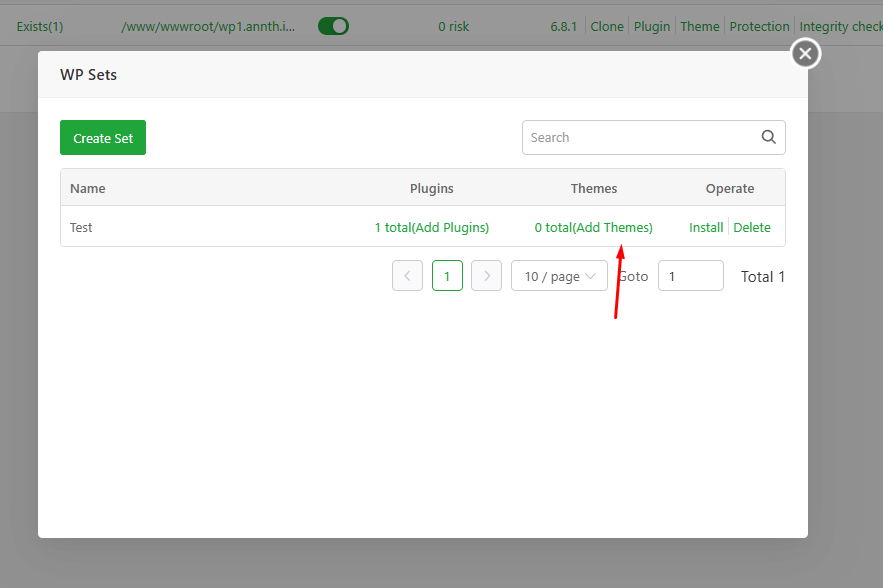 Exists(1) /www/wwwroot/wp1.annth.i... 0 risk 6.8.1 Clone Plugin Theme Protection Integrity check
WP Sets
Create Set Search
Name Plugins Themes Operate
Test 1 total(Add Plugins) 0 total(Add Themes) Install Delete
1 10 / page Goto 1 Total 1